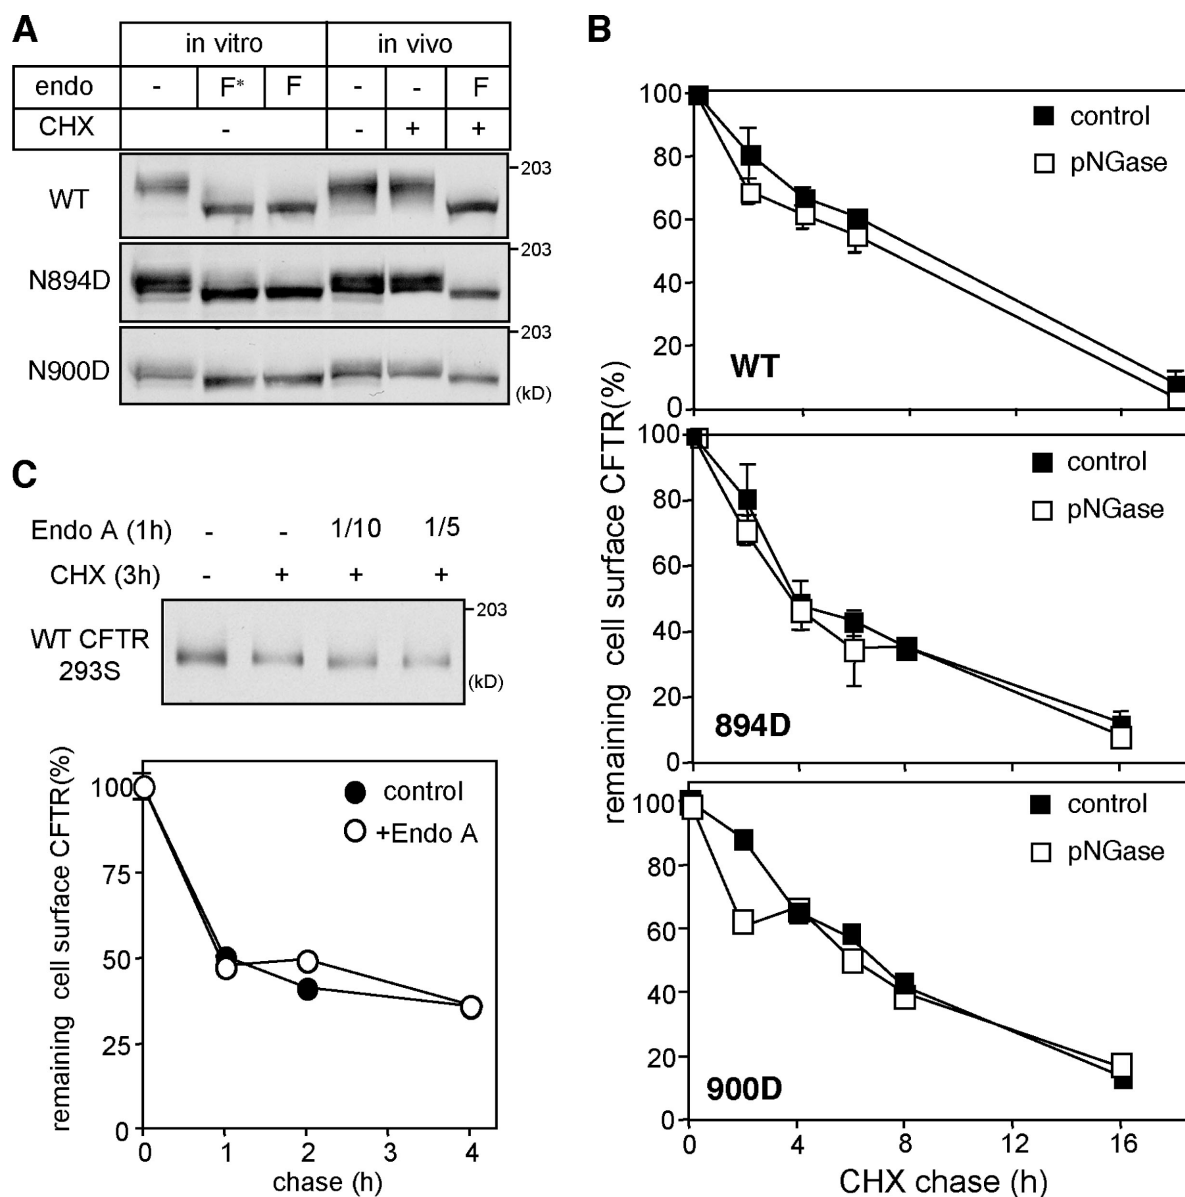 A
in vitro in vivo
endo - F* F - - F
CHX - - + +
WT
203
N894D
203
N900D
203
(kD)
B
remaining cell surface CFTR(%)
100
80
60
40
20
0
control
pNGase
WT
100
80
60
40
20
0
control
pNGase
894D
100
80
60
40
20
0
control
pNGase
900D
0 4 8 12 16
CHX chase (h)
C
Endo A (1h) - - 1/10 1/5
CHX (3h) - + + +
WT CFTR
293S
203
(kD)
remaining cell surface CFTR(%)
100
75
50
25
0
control
+Endo A
0 1 2 3 4
chase (h)